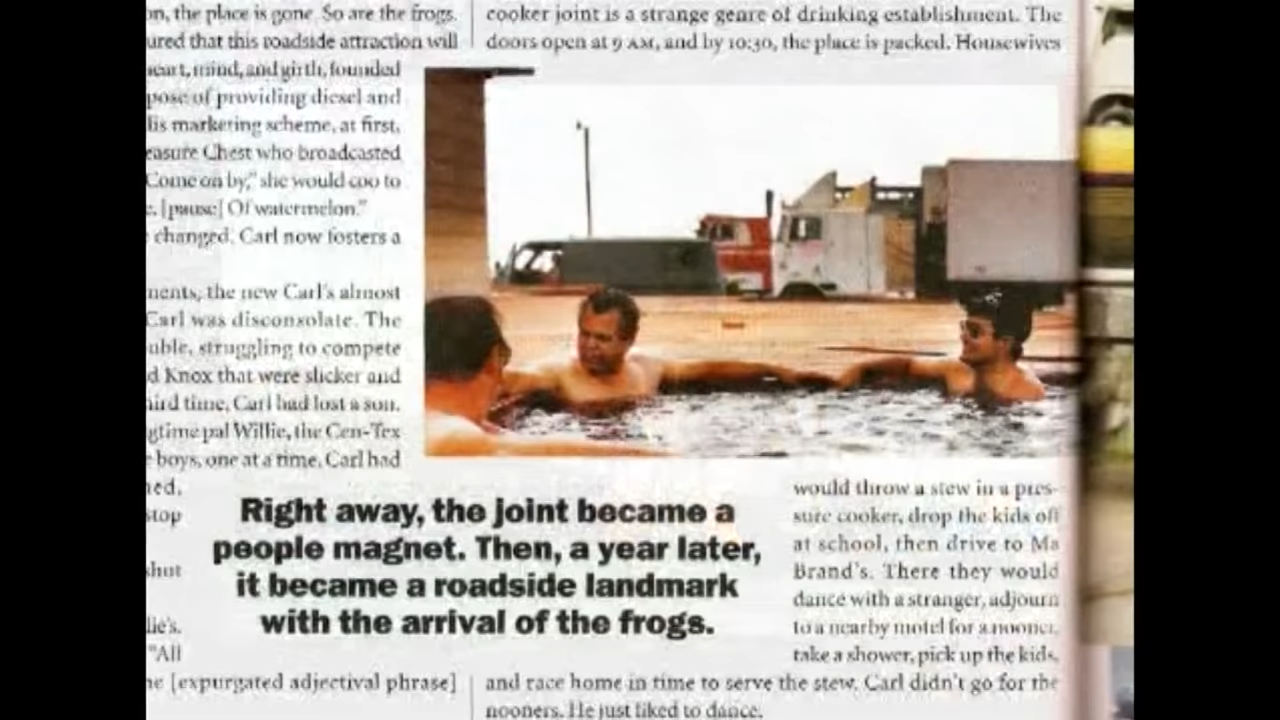 on, the place is gone. So are the frogs.
ured that this roadside attraction will
heart, mind, and girth, founded
pose of providing diesel and
His marketing scheme, at first,
easure Chest who broadcasted
Come on by," she would coo to
e. [pause] Of watermelon."
changed. Carl now fosters a
ments, the new Carl's almost
Carl was disconsolate. The
uble, struggling to compete
d Knox that were slicker and
hird time, Carl had lost a son.
gtime pal Willie, the Cen-Tex
e boys, one at a time. Carl had
ned,
stop
shut
lie's.
"All
he [expurgated adjectival phrase]
Right away, the joint became a
people magnet. Then, a year later,
it became a roadside landmark
with the arrival of the frogs.
cooker joint is a strange genre of drinking establishment. The
doors open at 9 AM, and by 10:30, the place is packed. Housewives
would throw a stew in a pres-
sure cooker, drop the kids off
at school, then drive to Ma
Brand's. There they would
dance with a stranger, adjourn
to a nearby motel for a nooner,
take a shower, pick up the kids,
and race home in time to serve the stew. Carl didn't go for the
nooners. He just liked to dance.